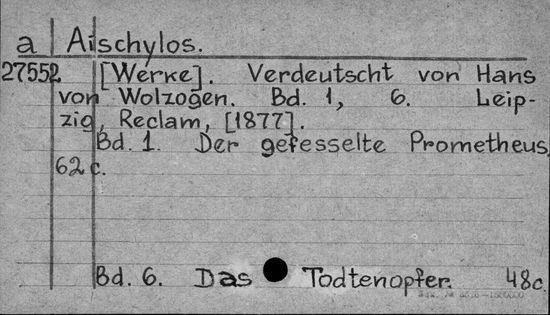 a Aischylos.
27552 [Werke]. Verdeutscht von Hans
von Wolzogen. Bd. 1, 6. Leip-
zig, Reclam, [1877].
Bd. 1. Der gefesselte Prometheus
62 c.
Bd. 6. Das Todtenopfer. 48c.